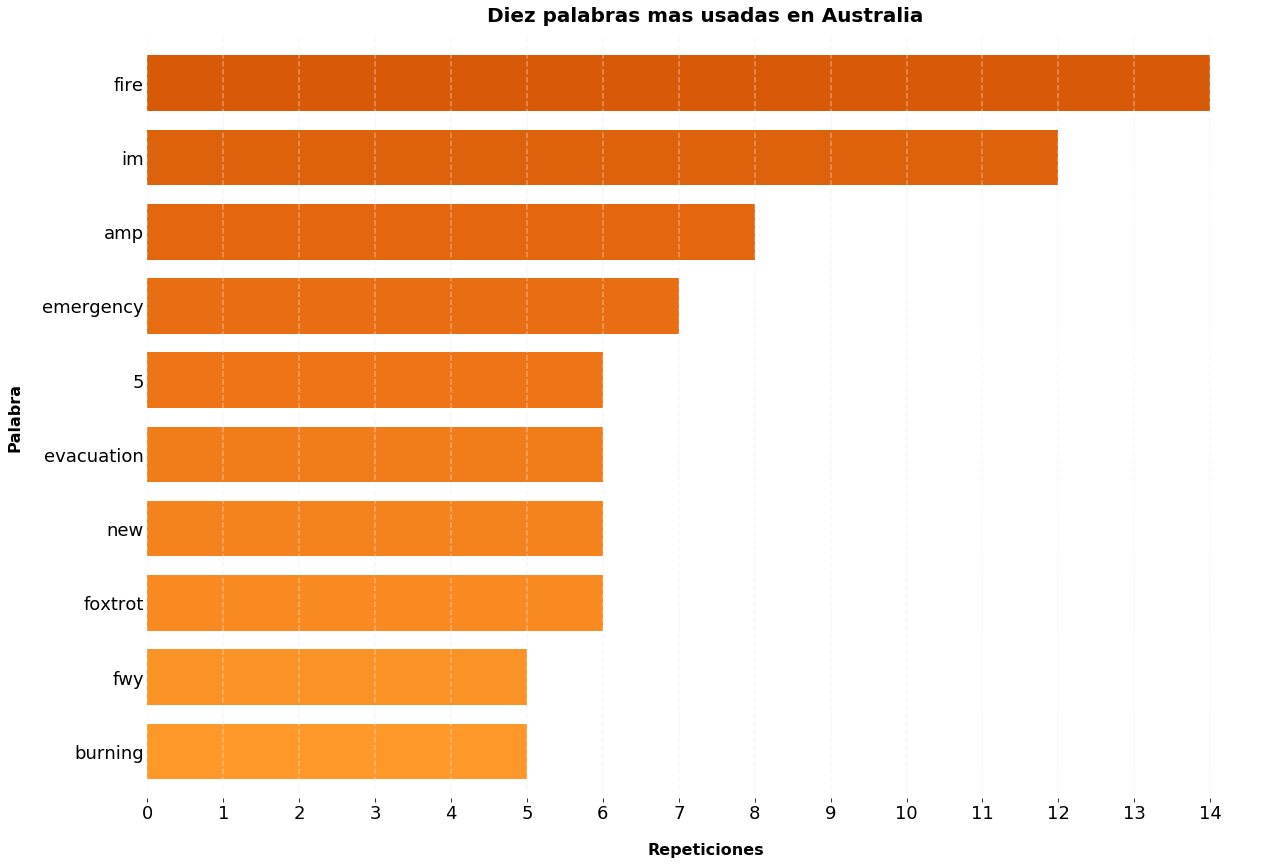 Diez palabras mas usadas en Australia
Palabra
fire
im
amp
emergency
5
evacuation
new
foxtrot
fwy
burning
0 1 2 3 4 5 6 7 8 9 10 11 12 13 14
Repeticiones